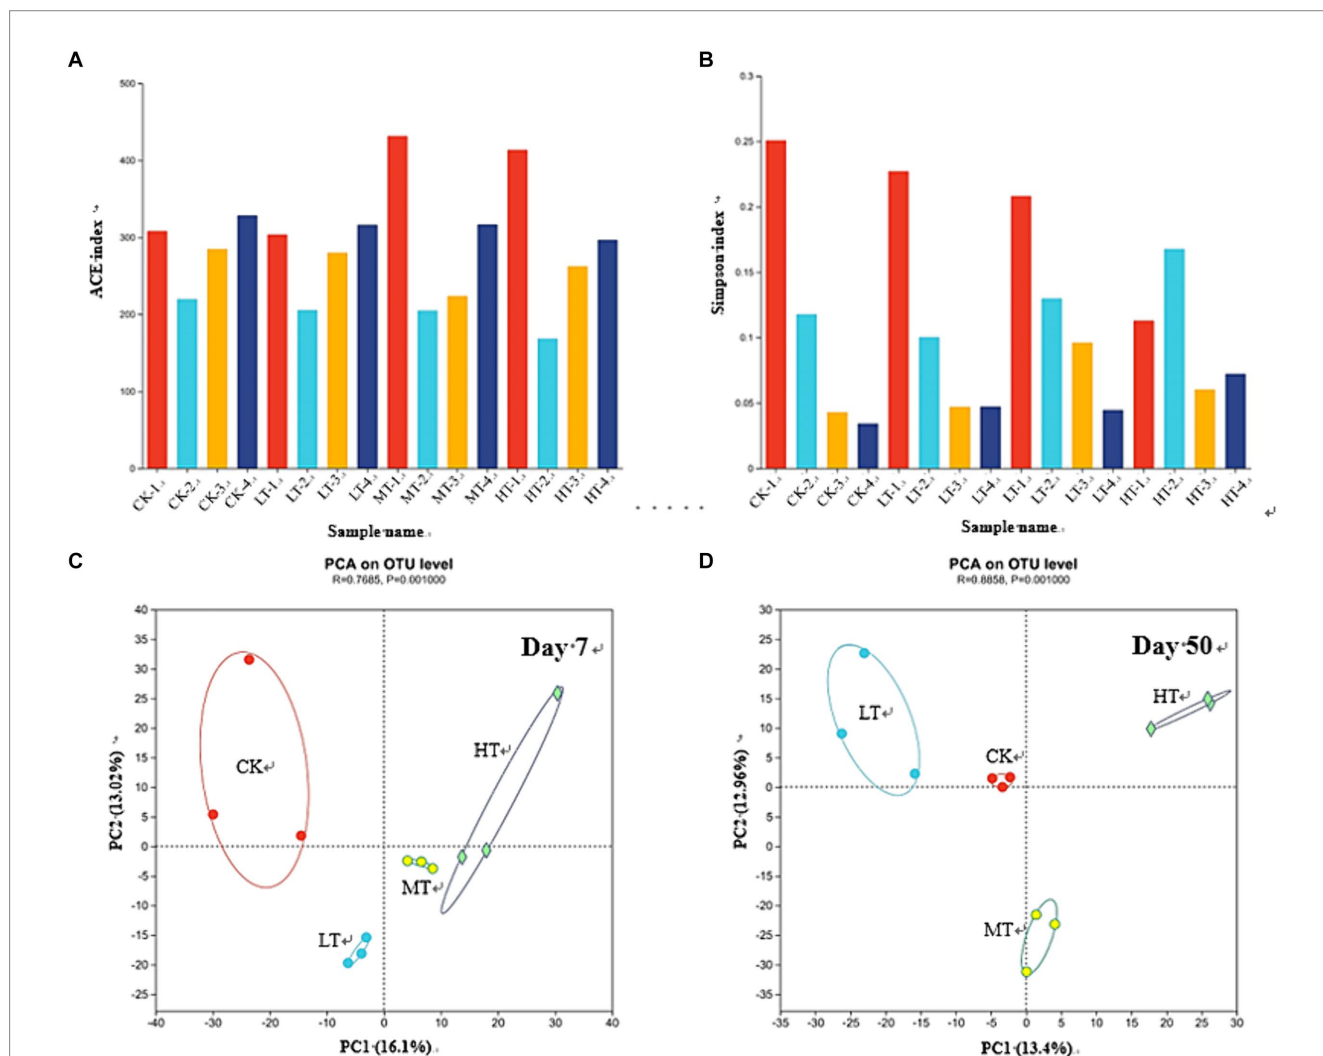 A
B
500
400
300
200
100
0
ACE index
CK-1
CK-2
CK-3
CK-4
LT-1
LT-2
LT-3
LT-4
MT-1
MT-2
MT-3
MT-4
HT-1
HT-2
HT-3
HT-4
Sample name
0.3
0.25
0.2
0.15
0.1
0.05
0
Simpson index
CK-1
CK-2
CK-3
CK-4
LT-1
LT-2
LT-3
LT-4
LT-1
LT-2
LT-3
LT-4
HT-1
HT-2
HT-3
HT-4
Sample name
C
PCA on OTU level
R=0.7685, P=0.001000
40
35
30
25
20
15
10
5
0
-5
-10
-15
-20
-25
PC2 (13.02%)
Day 7
CK
HT
MT
LT
-40
-30
-20
-10
0
10
20
30
40
PC1 (16.1%)
D
PCA on OTU level
R=0.8858, P=0.001000
30
25
20
15
10
5
0
-5
-10
-15
-20
-25
-30
-35
PC2 (12.96%)
Day 50
HT
LT
CK
MT
-35
-30
-25
-20
-15
-10
-5
0
5
10
15
20
25
30
PC1 (13.4%)